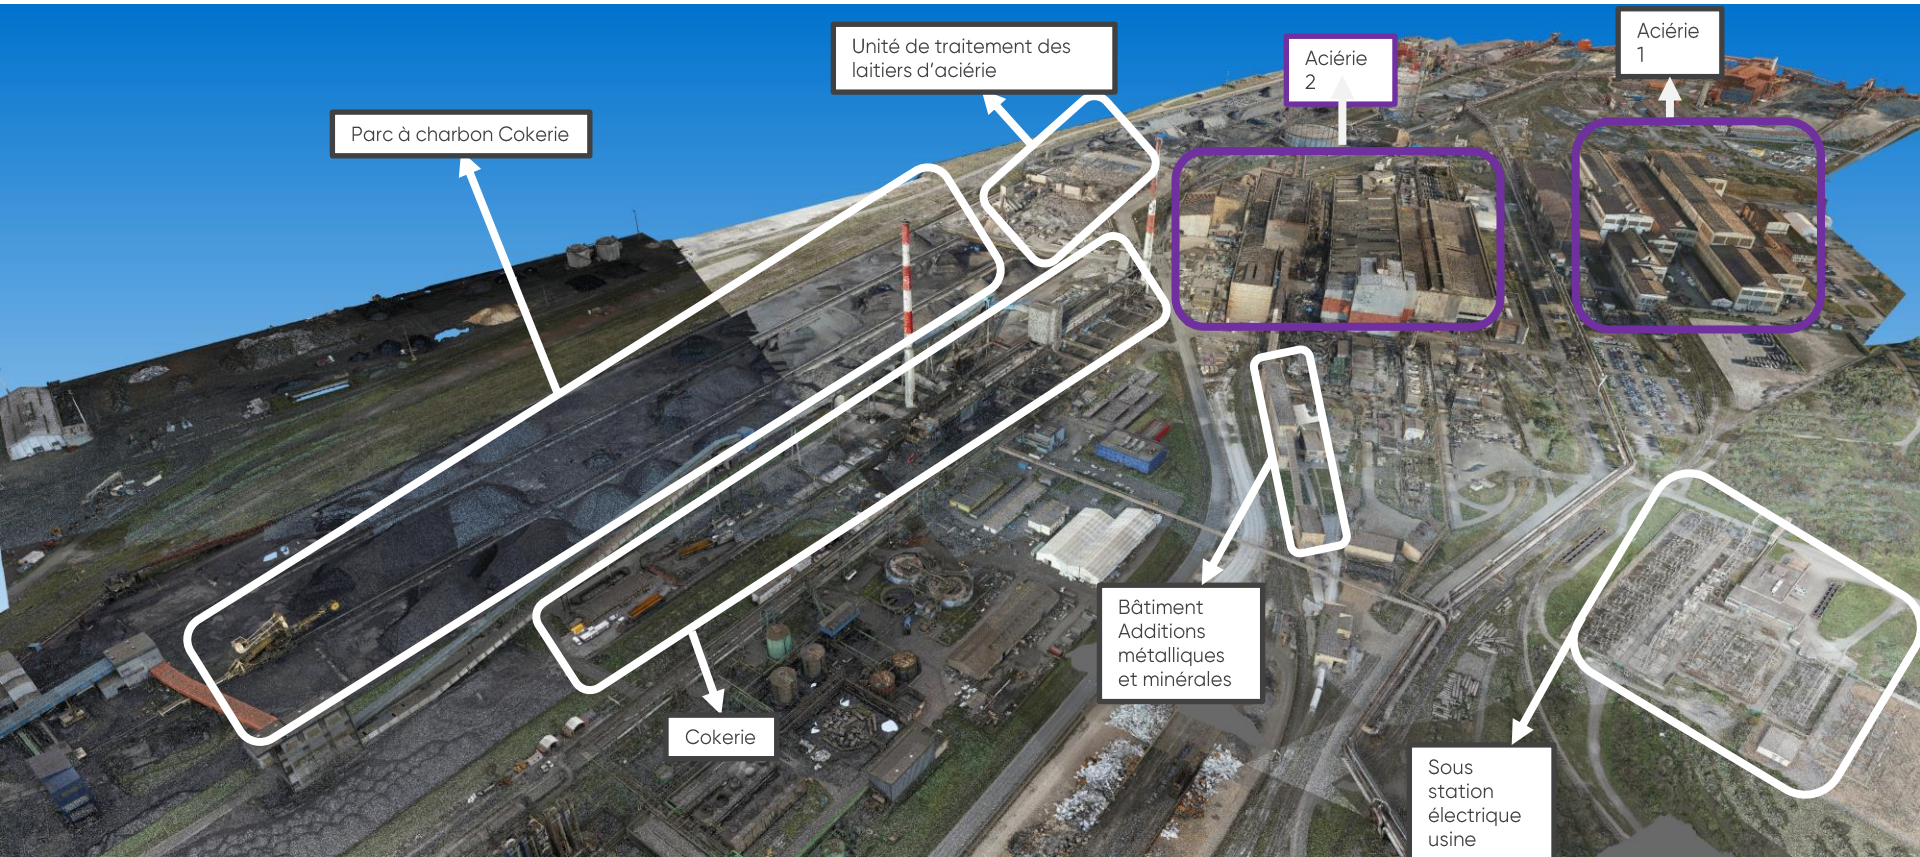 Unité de traitement des
laitiers d’aciérie
Aciérie
2
Aciérie
1
Parc à charbon Cokerie
Bâtiment
Additions
métalliques
et minérales
Cokerie
Sous
station
électrique
usine